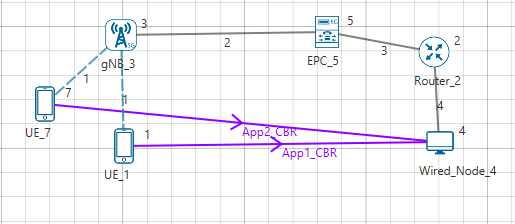 3
5G
gNB_3
2
5
EPC_5
3
2
Router_2
1
1
7
UE_7
4
App2_CBR
1
UE_1
App1_CBR
4
Wired_Node_4